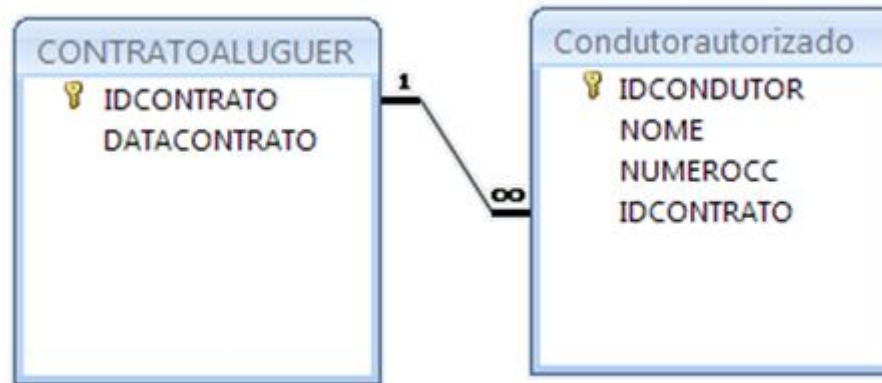 CONTRATOALUGUER
IDCONTRATO
DATACONTRATO
1
∞
Condutorautorizado
IDCONDUTOR
NOME
NUMEROCC
IDCONTRATO